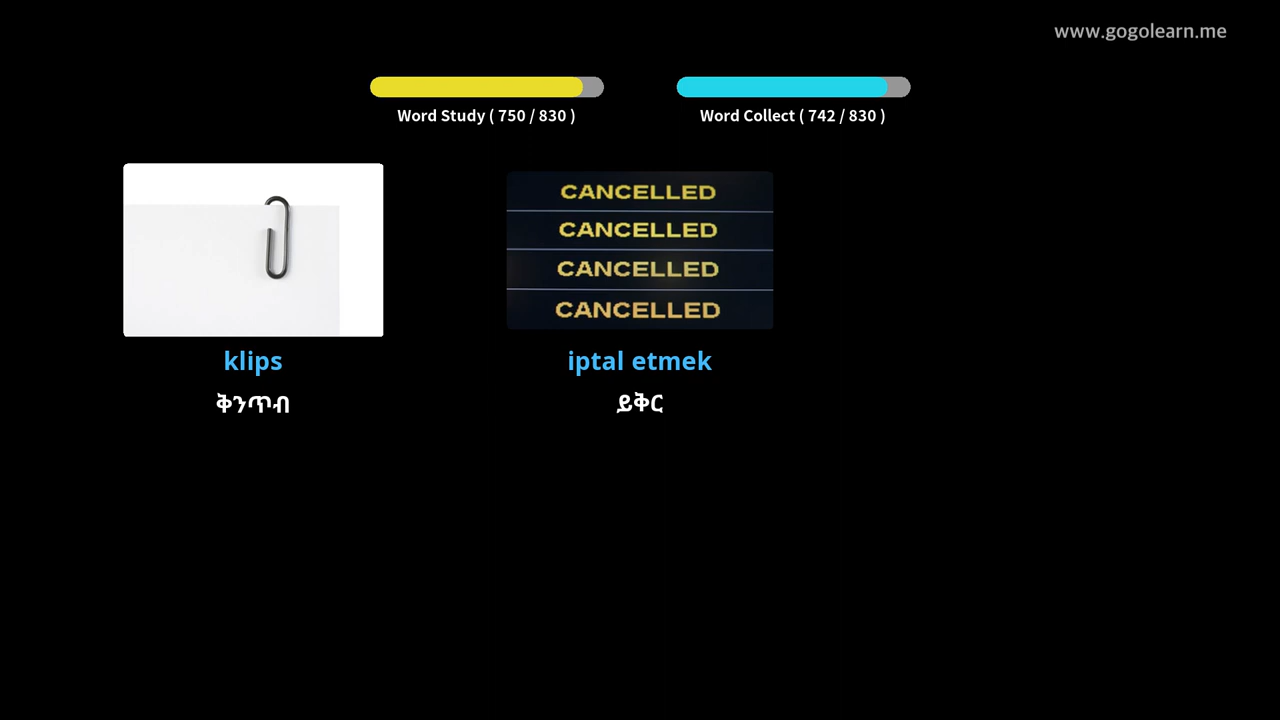 www.gogolearn.me
Word Study ( 750 / 830 )
Word Collect ( 742 / 830 )
CANCELLED
CANCELLED
CANCELLED
CANCELLED
klips
ቅንጥብ
iptal etmek
ይቅር